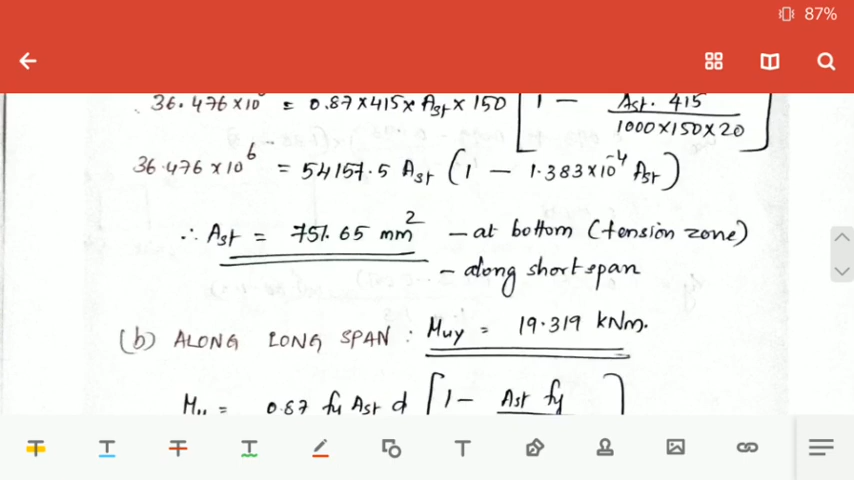 87%
36.476×10 = 0.87×415× Ast × 150 [ 1 − Ast. 415 / 1000×150×20 ]
36.476×10⁶ = 54157.5 Ast ( 1 − 1.383×10⁻⁴ Ast )
∴ Ast = 751.65 mm² – at bottom (tension zone)
– along short span
(b) ALONG LONG SPAN : Muy = 19.319 kNm.
Mu = 0.87 fy Ast d [ 1 − Ast fy ]
T T T T T